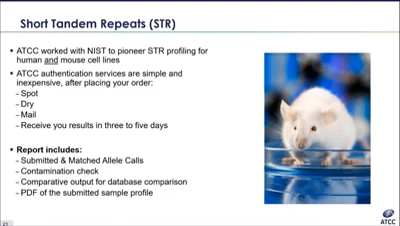 Short Tandem Repeats (STR)
▪ ATCC worked with NIST to pioneer STR profiling for
human and mouse cell lines
▪ ATCC authentication services are simple and
inexpensive, after placing your order:
- Spot
- Dry
- Mail
- Receive you results in three to five days
▪ Report includes:
- Submitted & Matched Allele Calls
- Contamination check
- Comparative output for database comparison
- PDF of the submitted sample profile
21
ATCC